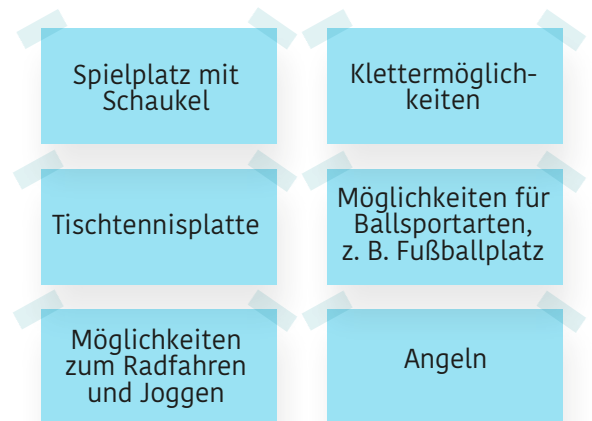 Spielplatz mit
Schaukel
Klettermöglich-
keiten
Tischtennisplatte
Möglichkeiten für
Ballsportarten,
z. B. Fußballplatz
Möglichkeiten
zum Radfahren
und Joggen
Angeln